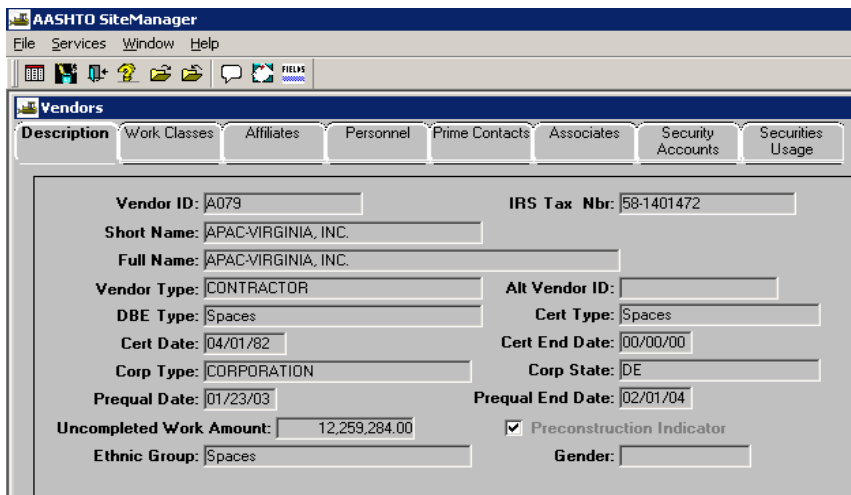 AASHTO SiteManager
File Services Window Help
FIELDS
Vendors
Description Work Classes Affiliates Personnel Prime Contacts Associates Security Accounts Securities Usage
Vendor ID: A079 IRS Tax Nbr: 58-1401472
Short Name: APAC-VIRGINIA, INC.
Full Name: APAC-VIRGINIA, INC.
Vendor Type: CONTRACTOR Alt Vendor ID:
DBE Type: Spaces Cert Type: Spaces
Cert Date: 04/01/82 Cert End Date: 00/00/00
Corp Type: CORPORATION Corp State: DE
Prequal Date: 01/23/03 Prequal End Date: 02/01/04
Uncompleted Work Amount: 12,259,284.00 Preconstruction Indicator
Ethnic Group: Spaces Gender: